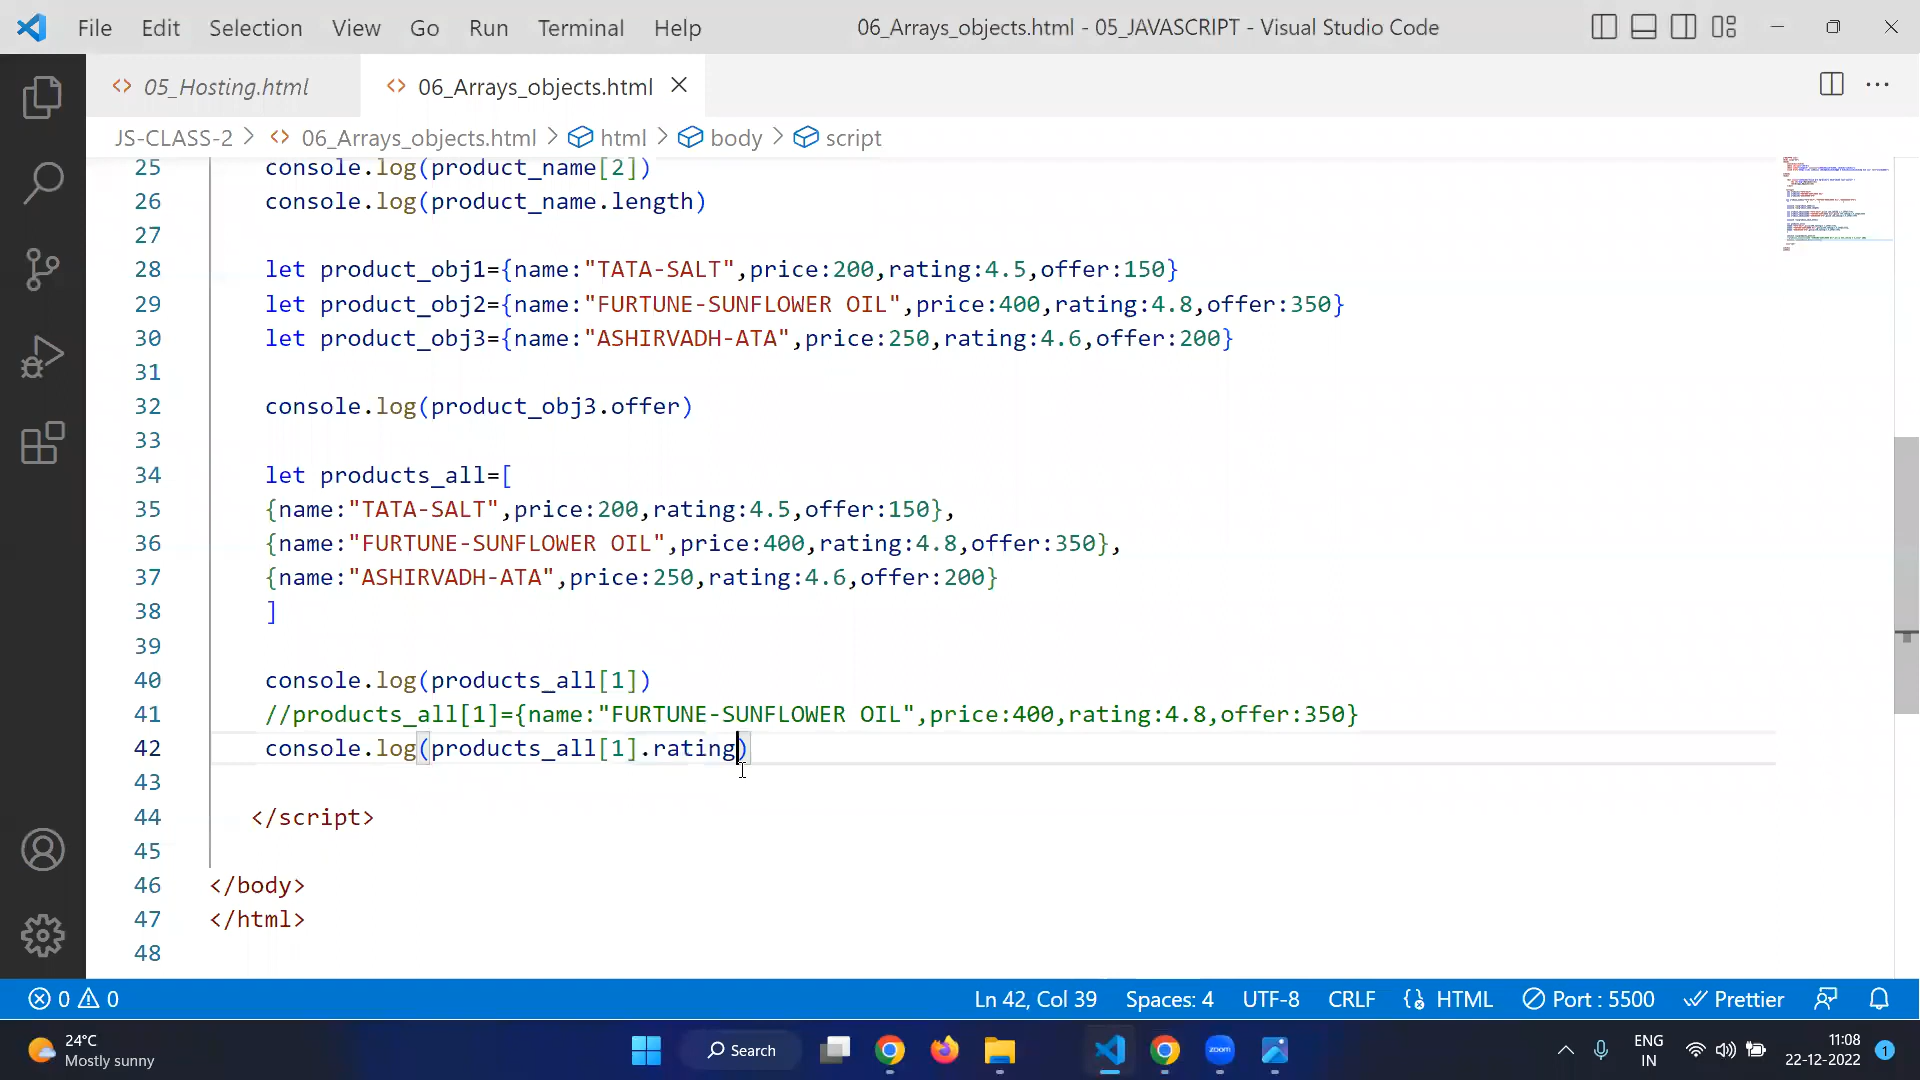 File Edit Selection View Go Run Terminal Help 06_Arrays_objects.html - 05_JAVASCRIPT - Visual Studio Code
05_Hosting.html 06_Arrays_objects.html
JS-CLASS-2 > 06_Arrays_objects.html > html > body > script
25 console.log(product_name[2])
26 console.log(product_name.length)
27
28 let product_obj1={name:"TATA-SALT",price:200,rating:4.5,offer:150}
29 let product_obj2={name:"FURTUNE-SUNFLOWER OIL",price:400,rating:4.8,offer:350}
30 let product_obj3={name:"ASHIRVADH-ATA",price:250,rating:4.6,offer:200}
31
32 console.log(product_obj3.offer)
33
34 let products_all=[
35 {name:"TATA-SALT",price:200,rating:4.5,offer:150},
36 {name:"FURTUNE-SUNFLOWER OIL",price:400,rating:4.8,offer:350},
37 {name:"ASHIRVADH-ATA",price:250,rating:4.6,offer:200}
38 ]
39
40 console.log(products_all[1])
41 //products_all[1]={name:"FURTUNE-SUNFLOWER OIL",price:400,rating:4.8,offer:350}
42 console.log(products_all[1].rating)
43
44 </script>
45
46 </body>
47 </html>
48
0 0 Ln 42, Col 39 Spaces: 4 UTF-8 CRLF HTML Port : 5500 Prettier
24°C
Mostly sunny
Search
zoom
ENG
IN
11:08
22-12-2022
1